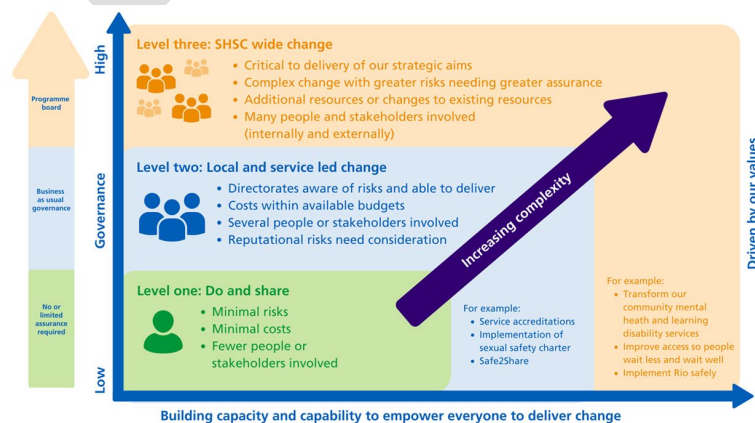 High
Programme
board
Level three: SHSC wide change
• Critical to delivery of our strategic aims
• Complex change with greater risks needing greater assurance
• Additional resources or changes to existing resources
• Many people and stakeholders involved
(internally and externally)
Governance
Business
as usual
governance
Level two: Local and service led change
• Directorates aware of risks and able to deliver
• Costs within available budgets
• Several people or stakeholders involved
• Reputational risks need consideration
Increasing complexity
Low
No or
limited
assurance
required
Level one: Do and share
• Minimal risks
• Minimal costs
• Fewer people or
stakeholders involved
For example:
• Service accreditations
• Implementation of
sexual safety charter
• Safe2Share
For example:
• Transform our
community mental
heath and learning
disability services
• Improve access so people
wait less and wait well
• Implement Rio safely
Driven by our values
Building capacity and capability to empower everyone to deliver change